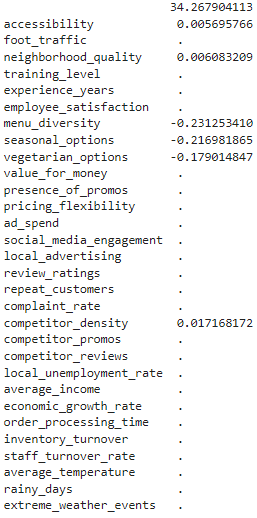 34.267904113
accessibility 0.005695766
foot_traffic .
neighborhood_quality 0.006083209
training_level .
experience_years .
employee_satisfaction .
menu_diversity -0.231253410
seasonal_options -0.216981865
vegetarian_options -0.179014847
value_for_money .
presence_of_promos .
pricing_flexibility .
ad_spend .
social_media_engagement .
local_advertising .
review_ratings .
repeat_customers .
complaint_rate .
competitor_density 0.017168172
competitor_promos .
competitor_reviews .
local_unemployment_rate .
average_income .
economic_growth_rate .
order_processing_time .
inventory_turnover .
staff_turnover_rate .
average_temperature .
rainy_days .
extreme_weather_events .